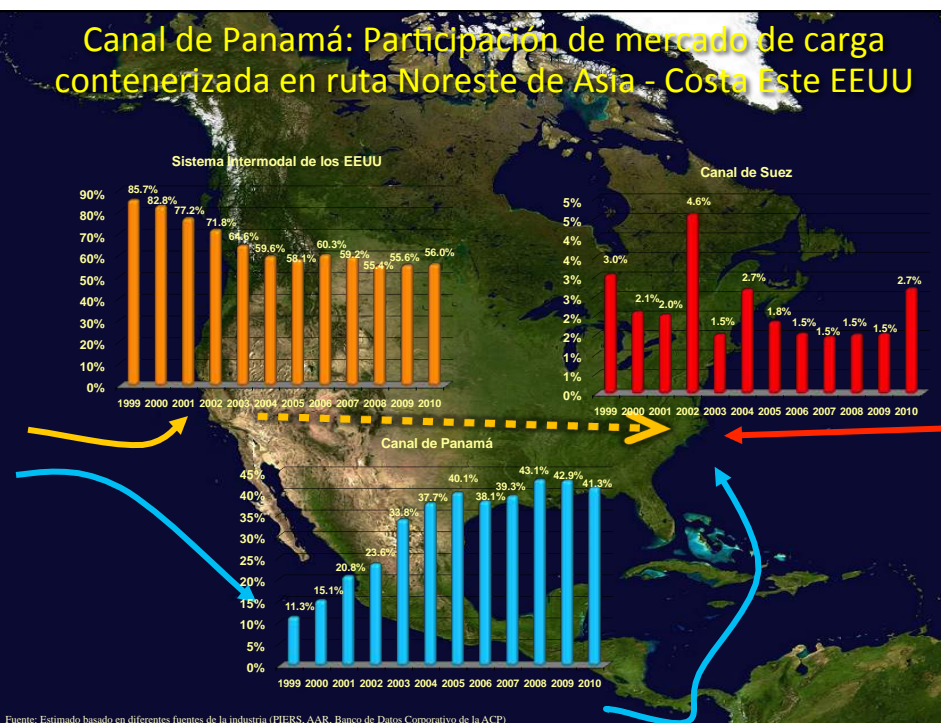 Canal de Panamá: Participación de mercado de carga
contenerizada en ruta Noreste de Asia - Costa Este EEUU
Sistema Intermodal de los EEUU
90%
80%
70%
60%
50%
40%
30%
20%
10%
0%
85.7% 82.8% 77.2% 71.8% 64.6% 59.6% 58.1% 60.3% 59.2% 55.4% 55.6% 56.0%
1999 2000 2001 2002 2003 2004 2005 2006 2007 2008 2009 2010
Canal de Suez
5%
5%
4%
4%
3%
3%
2%
2%
1%
1%
0%
3.0% 2.1% 2.0% 4.6% 1.5% 2.7% 1.8% 1.5% 1.5% 1.5% 1.5% 2.7%
1999 2000 2001 2002 2003 2004 2005 2006 2007 2008 2009 2010
Canal de Panamá
45%
40%
35%
30%
25%
20%
15%
10%
5%
0%
11.3% 15.1% 20.8% 23.6% 33.8% 37.7% 40.1% 38.1% 39.3% 43.1% 42.9% 41.3%
1999 2000 2001 2002 2003 2004 2005 2006 2007 2008 2009 2010
Fuente: Estimado basado en diferentes fuentes de la industria (PIERS, AAR, Banco de Datos Corporativo de la ACP)